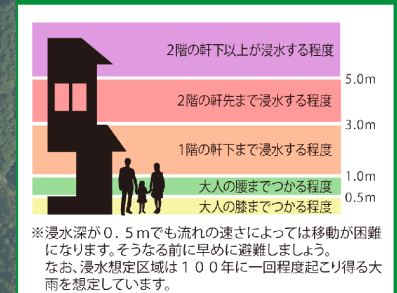 2階の軒下以上が浸水する程度
5.0m
2階の軒先まで浸水する程度
3.0m
1階の軒下まで浸水する程度
1.0m
大人の腰までつかる程度
0.5m
大人の膝までつかる程度
※浸水深が０.５mでも流れの速さによっては移動が困難
になります。そうなる前に早めに避難しましょう。
なお、浸水想定区域は１００年に一回程度起こり得る大
雨を想定しています。